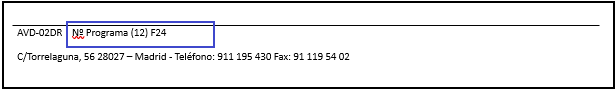 AVD-02DR Nº Programa (12) F24
C/Torrelaguna, 56 28027 – Madrid - Teléfono: 911 195 430 Fax: 91 119 54 02